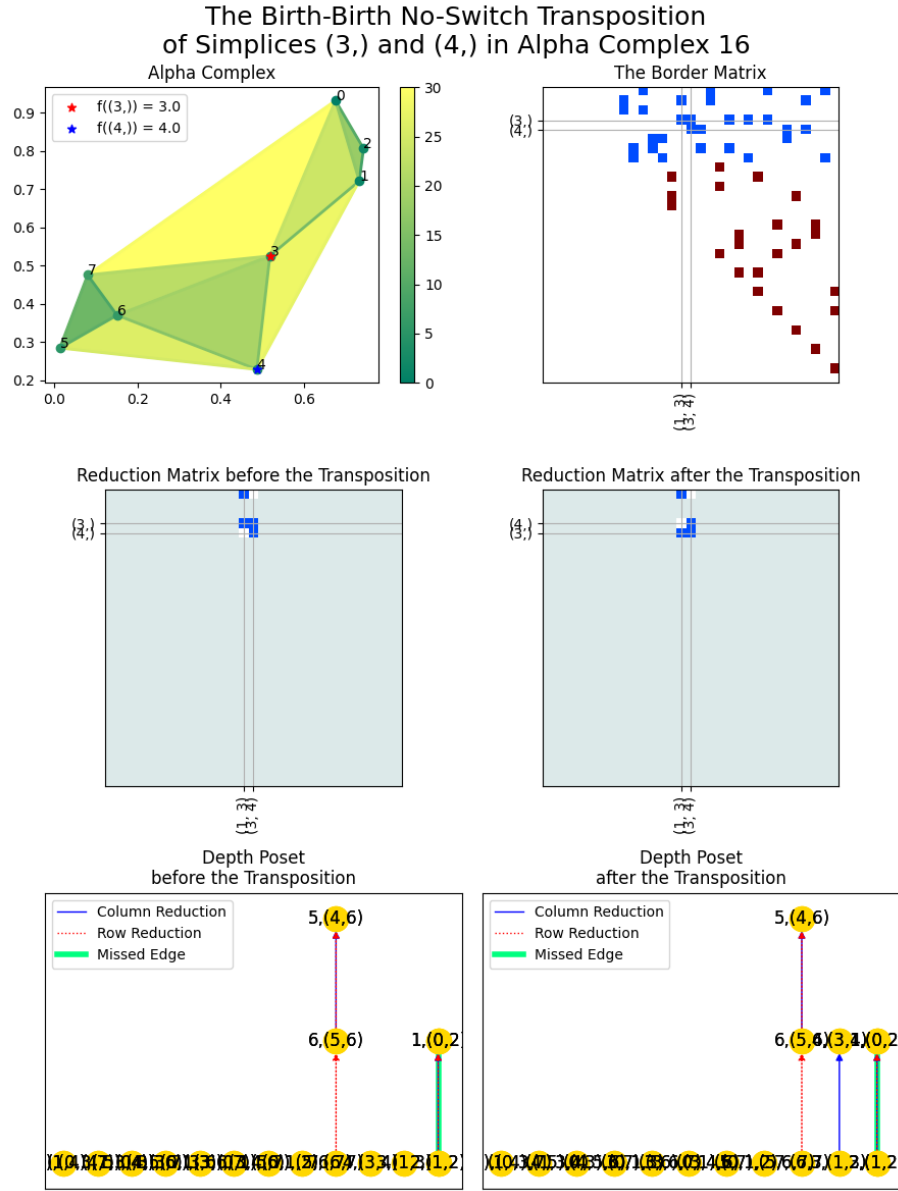 The Birth-Birth No-Switch Transposition
of Simplices (3,) and (4,) in Alpha Complex 16
Alpha Complex
f((3,)) = 3.0
f((4,)) = 4.0
0
2
1
3
7
6
5
4
0.9
0.8
0.7
0.6
0.5
0.4
0.3
0.2
0.0
0.2
0.4
0.6
30
25
20
15
10
5
0
The Border Matrix
(3,)
(4,)
(1, 3)
(3, 4)
Reduction Matrix before the Transposition
(3,)
(4,)
(1, 3)
(3, 4)
Reduction Matrix after the Transposition
(4,)
(3,)
(1, 3)
(3, 4)
Depth Poset
before the Transposition
Column Reduction
Row Reduction
Missed Edge
5,(4,6)
6,(5,6)
1,(0,2)
Depth Poset
after the Transposition
Column Reduction
Row Reduction
Missed Edge
5,(4,6)